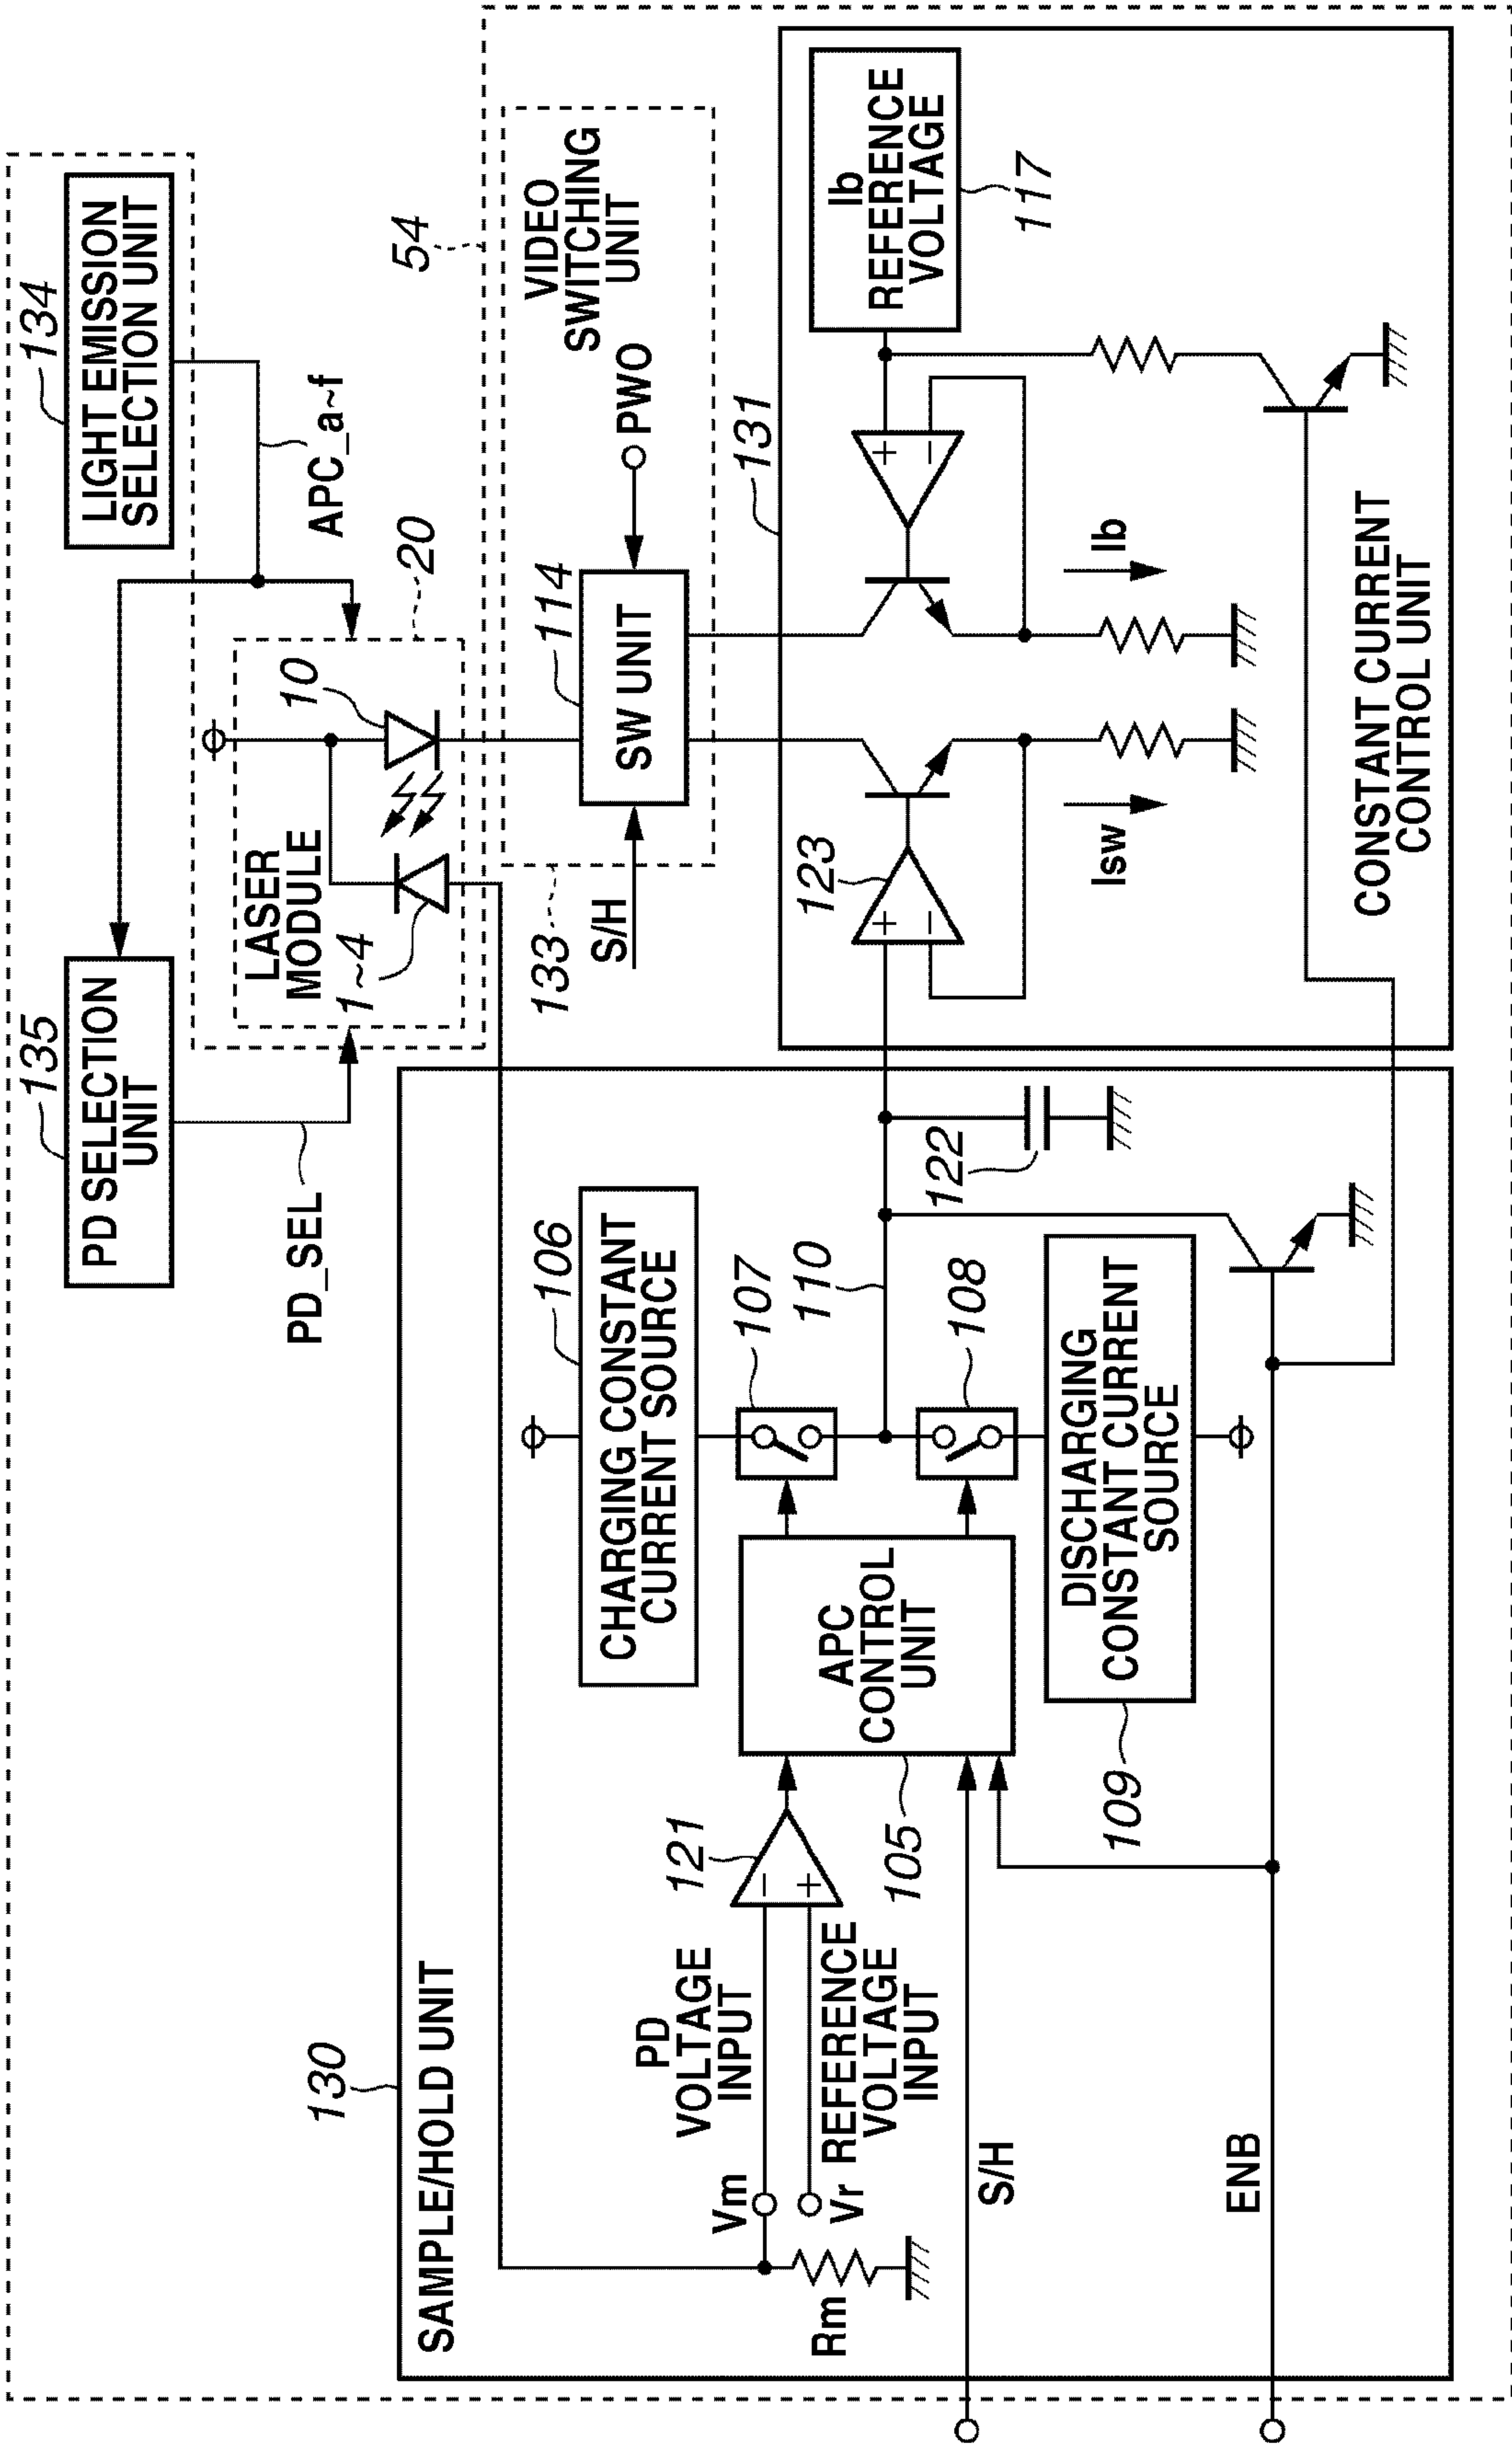 135
PD SELECTION
UNIT
134
LIGHT EMISSION
SELECTION UNIT
PD_SEL
APC_a~f
LASER
MODULE
1~4
10
20
54
130
SAMPLE/HOLD UNIT
133
S/H
114
SW UNIT
PWO
VIDEO
SWITCHING
UNIT
106
CHARGING CONSTANT
CURRENT SOURCE
PD
VOLTAGE
INPUT
Vm
121
−
+
Vr
REFERENCE
VOLTAGE
INPUT
Rm
107
110
APC
CONTROL
UNIT
105
108
122
S/H
109
DISCHARGING
CONSTANT CURRENT
SOURCE
ENB
131
123
+
−
+
−
Ib
REFERENCE
VOLTAGE
117
Isw
Ib
CONSTANT CURRENT
CONTROL UNIT